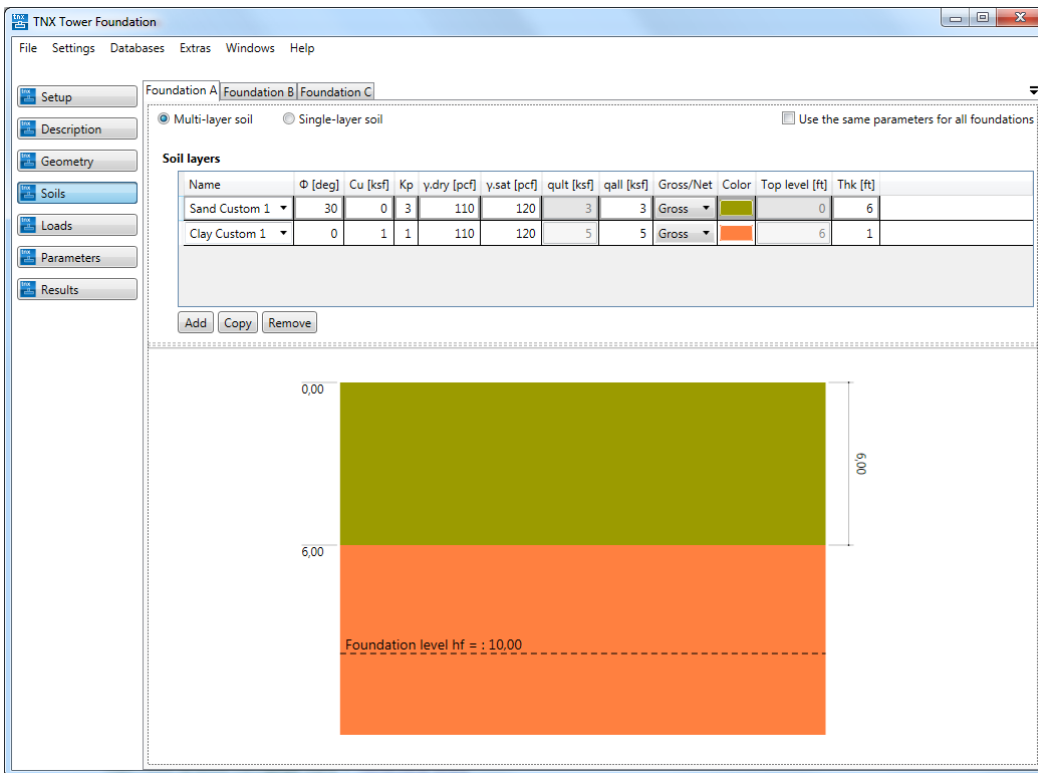 TNX Tower Foundation
File Settings Databases Extras Windows Help
Setup
Description
Geometry
Soils
Loads
Parameters
Results
Foundation A Foundation B Foundation C
Multi-layer soil Single-layer soil Use the same parameters for all foundations
Soil layers
Name Φ [deg] Cu [ksf] Kp γ.dry [pcf] γ.sat [pcf] qult [ksf] qall [ksf] Gross/Net Color Top level [ft] Thk [ft]
Sand Custom 1 30 0 3 110 120 3 3 Gross 0 6
Clay Custom 1 0 1 1 110 120 5 5 Gross 6 1
Add Copy Remove
0,00
6,00
6,00
Foundation level hf = : 10,00